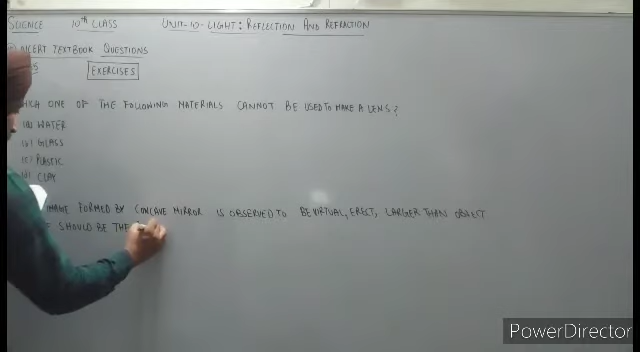 SCIENCE 10TH CLASS UNIT-10-LIGHT: REFLECTION AND REFRACTION
NCERT TEXTBOOK QUESTIONS
EXERCISES
ONE OF THE FOLLOWING MATERIALS CANNOT BE USED TO MAKE A LENS?
(a) WATER
(b) GLASS
(c) PLASTIC
CLAY
IMAGE FORMED BY CONCAVE MIRROR IS OBSERVED TO BE VIRTUAL, ERECT, LARGER THAN OBJECT
SHOULD BE THE
PowerDirector